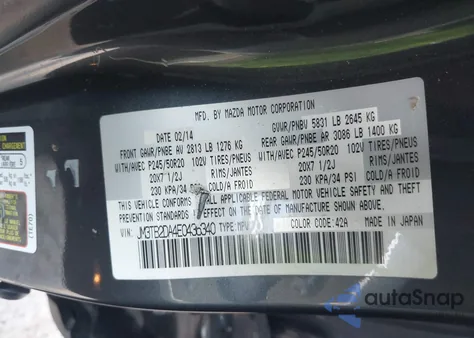 MFD. BY MAZDA MOTOR CORPORATION
DATE 02/14 GVWR/PNBV 5831 LB 2645 KG
FRONT GAWR/PNBE AV 2813 LB 1276 KG REAR GAWR/PNBE AR 3086 LB 1400 KG
WITH/AVEC P245/50R20 102V TIRES/PNEUS WITH/AVEC P245/50R20 102V TIRES/PNEUS
20X7 1/2J RIMS/JANTES 20X7 1/2J RIMS/JANTES
230 KPA/34 COLD/A FROID 230 KPA/34 PSI COLD/A FROID
THIS VEHICLE CONFORMS ALL APPLICABLE FEDERAL MOTOR VEHICLE SAFETY AND
THEFT PREVENTION STANDARDS IN EFFECT ON THE DATE OF MANUFACTURE SHOWN ABOVE.
JM3TB2DA4E0436340 TYPE: MPV COLOR CODE: 42A MADE IN JAPAN
autoSnap